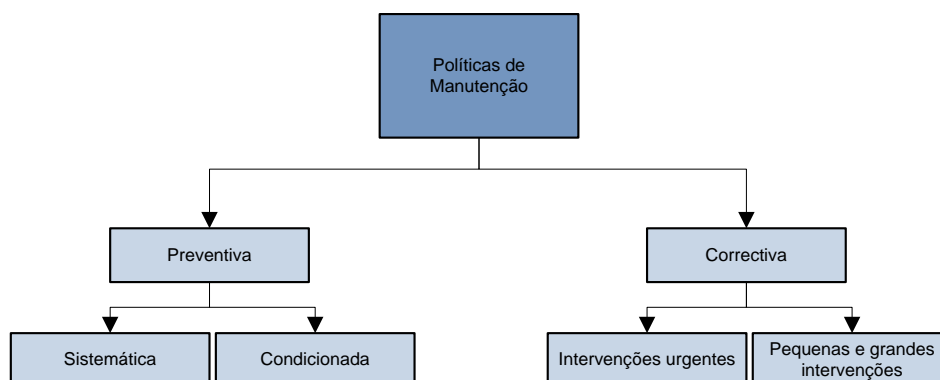 Políticas de
Manutenção
Preventiva
Correctiva
Sistemática
Condicionada
Intervenções urgentes
Pequenas e grandes
intervenções